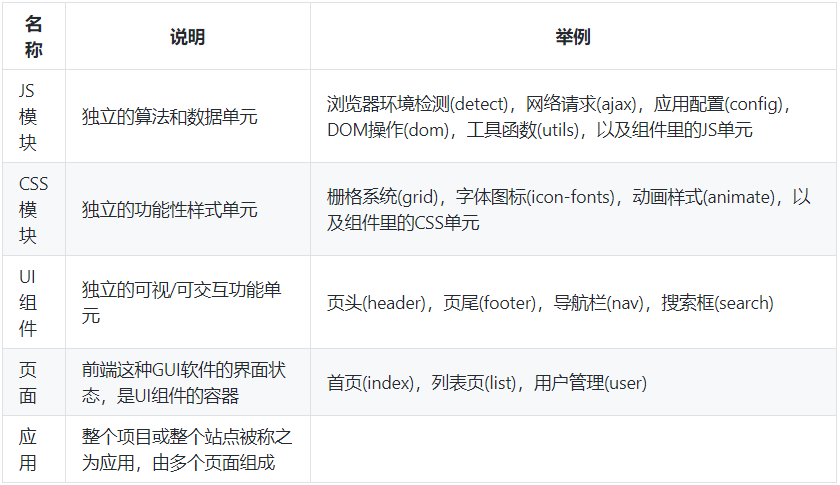 名
称
说明
举例
JS
模
块
独立的算法和数据单元
浏览器环境检测(detect)，网络请求(ajax)，应用配置(config)，
DOM操作(dom)，工具函数(utils)，以及组件里的JS单元
CSS
模
块
独立的功能性样式单元
栅格系统(grid)，字体图标(icon-fonts)，动画样式(animate)，以
及组件里的CSS单元
UI
组
件
独立的可视/可交互功能单
元
页头(header)，页尾(footer)，导航栏(nav)，搜索框(search)
页
面
前端这种GUI软件的界面状
态，是UI组件的容器
首页(index)，列表页(list)，用户管理(user)
应
用
整个项目或整个站点被称之
为应用，由多个页面组成